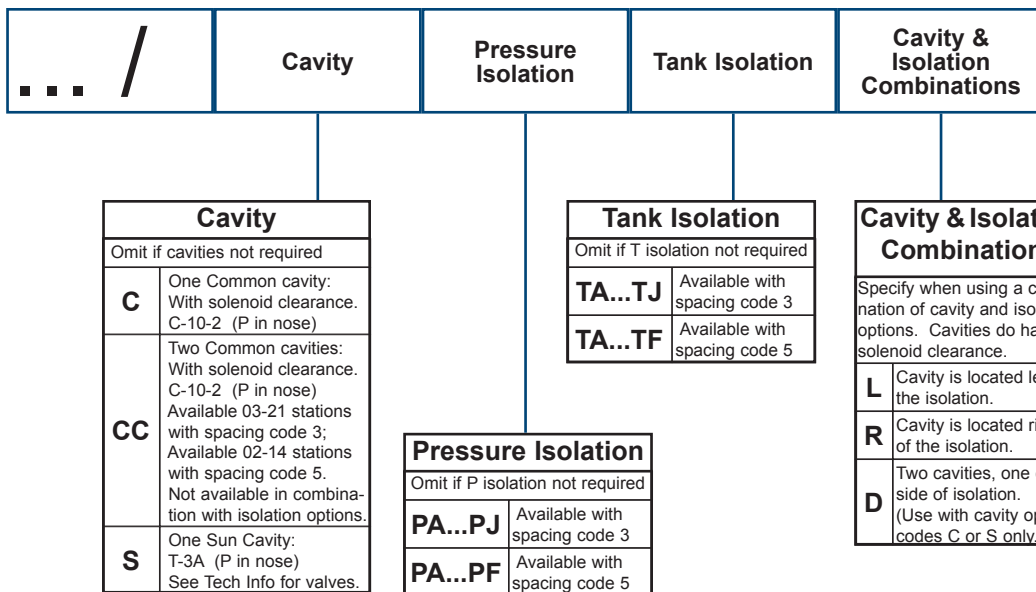 ... /
Cavity
Pressure
Isolation
Tank Isolation
Cavity &
Isolation
Combinations
Cavity
Omit if cavities not required
C
One Common cavity:
With solenoid clearance.
C-10-2 (P in nose)
CC
Two Common cavities:
With solenoid clearance.
C-10-2 (P in nose)
Available 03-21 stations
with spacing code 3;
Available 02-14 stations
with spacing code 5.
Not available in combina-
tion with isolation options.
S
One Sun Cavity:
T-3A (P in nose)
See Tech Info for valves.
Pressure Isolation
Omit if P isolation not required
PA...PJ
Available with
spacing code 3
PA...PF
Available with
spacing code 5
Tank Isolation
Omit if T isolation not required
TA...TJ
Available with
spacing code 3
TA...TF
Available with
spacing code 5
Cavity & Isolat
Combination
Specify when using a c
nation of cavity and iso
options. Cavities do ha
solenoid clearance.
L
Cavity is located le
the isolation.
R
Cavity is located ri
of the isolation.
D
Two cavities, one
side of isolation.
(Use with cavity op
codes C or S only.